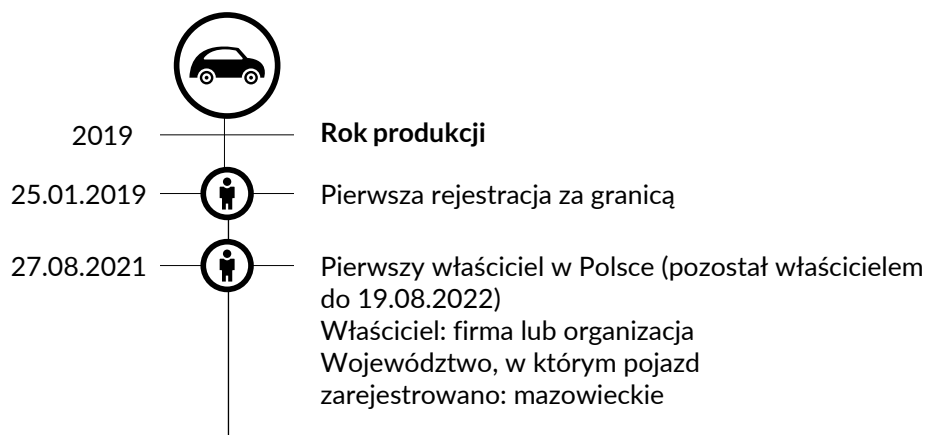 2019 Rok produkcji
25.01.2019 Pierwsza rejestracja za granicą
27.08.2021 Pierwszy właściciel w Polsce (pozostał właścicielem
do 19.08.2022)
Właściciel: firma lub organizacja
Województwo, w którym pojazd
zarejestrowano: mazowieckie